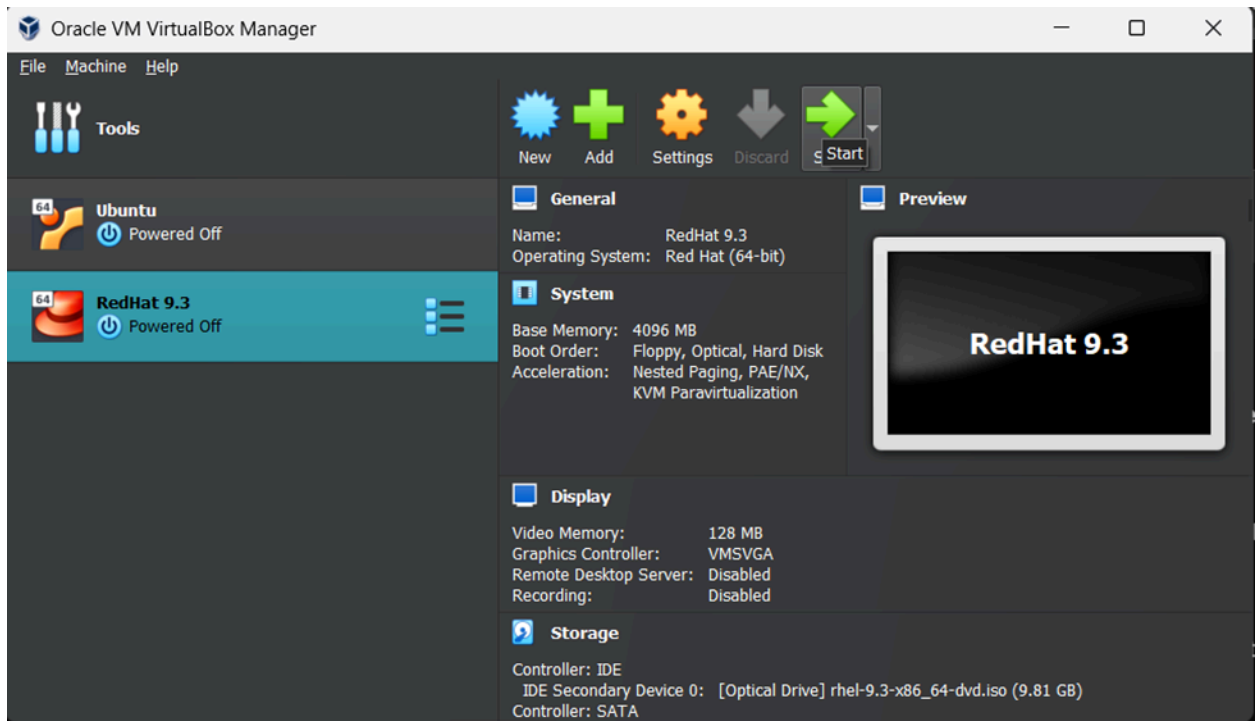 Oracle VM VirtualBox Manager
File Machine Help
Tools
New Add Settings Discard S Start
64
Ubuntu
Powered Off
64
RedHat 9.3
Powered Off
General
Name: RedHat 9.3
Operating System: Red Hat (64-bit)
System
Base Memory: 4096 MB
Boot Order: Floppy, Optical, Hard Disk
Acceleration: Nested Paging, PAE/NX,
KVM Paravirtualization
Preview
RedHat 9.3
Display
Video Memory: 128 MB
Graphics Controller: VMSVGA
Remote Desktop Server: Disabled
Recording: Disabled
Storage
Controller: IDE
IDE Secondary Device 0: [Optical Drive] rhel-9.3-x86_64-dvd.iso (9.81 GB)
Controller: SATA